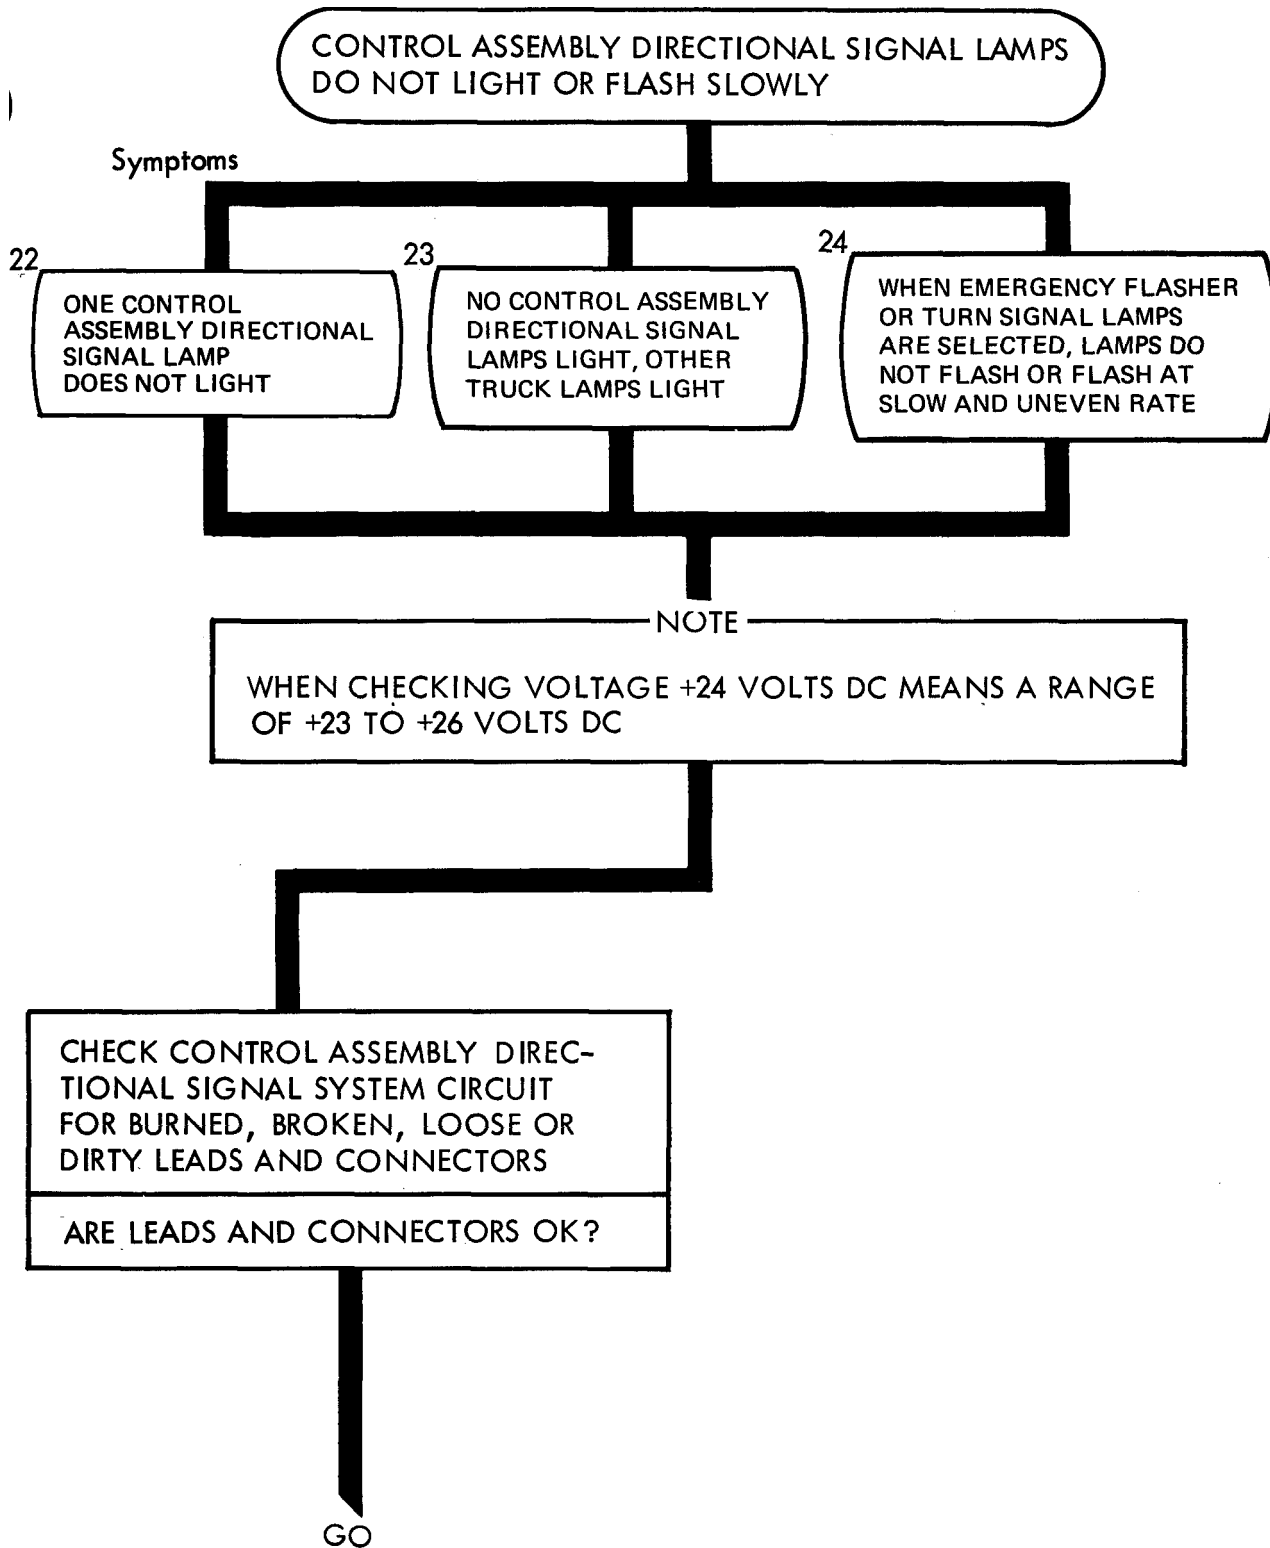 CONTROL ASSEMBLY DIRECTIONAL SIGNAL LAMPS
DO NOT LIGHT OR FLASH SLOWLY
Symptoms
22
ONE CONTROL
ASSEMBLY DIRECTIONAL
SIGNAL LAMP
DOES NOT LIGHT
23
NO CONTROL ASSEMBLY
DIRECTIONAL SIGNAL
LAMPS LIGHT, OTHER
TRUCK LAMPS LIGHT
24
WHEN EMERGENCY FLASHER
OR TURN SIGNAL LAMPS
ARE SELECTED, LAMPS DO
NOT FLASH OR FLASH AT
SLOW AND UNEVEN RATE
NOTE
WHEN CHECKING VOLTAGE +24 VOLTS DC MEANS A RANGE
OF +23 TO +26 VOLTS DC
CHECK CONTROL ASSEMBLY DIREC-
TIONAL SIGNAL SYSTEM CIRCUIT
FOR BURNED, BROKEN, LOOSE OR
DIRTY LEADS AND CONNECTORS
ARE LEADS AND CONNECTORS OK?
GO